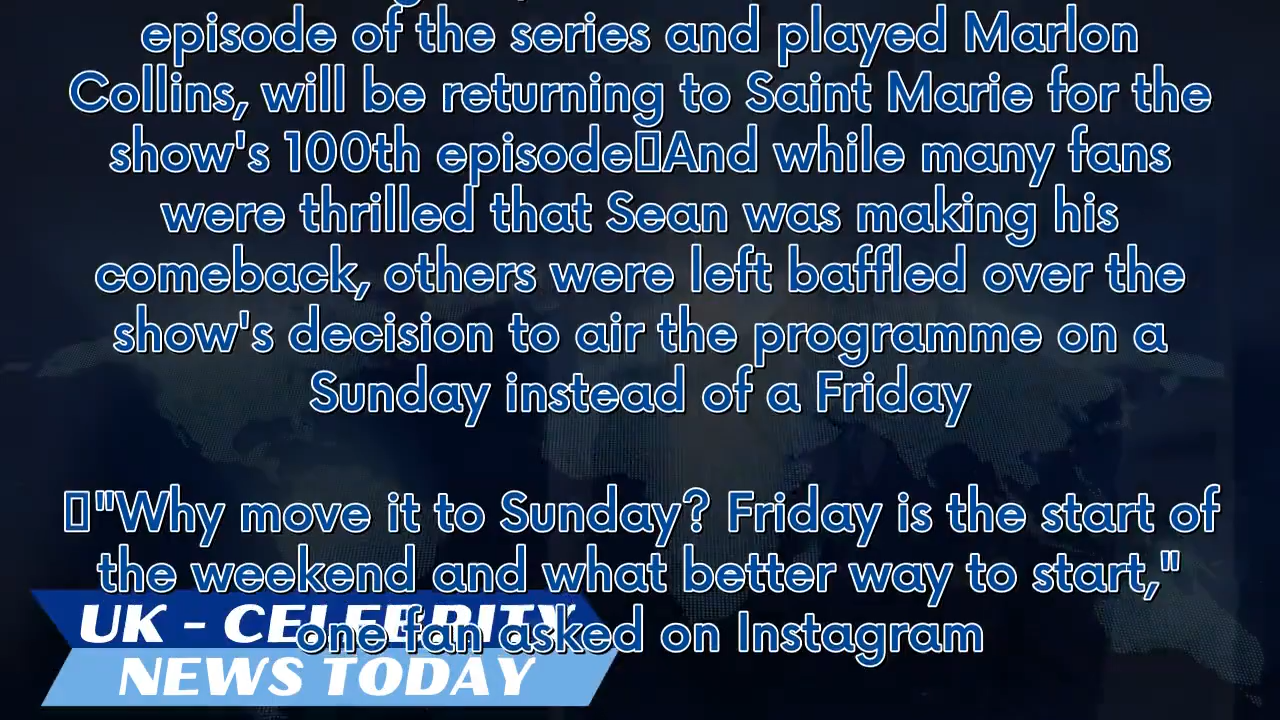 episode of the series and played Marlon
Collins, will be returning to Saint Marie for the
show's 100th episode▯And while many fans
were thrilled that Sean was making his
comeback, others were left baffled over the
show's decision to air the programme on a
Sunday instead of a Friday
▯"Why move it to Sunday? Friday is the start of
the weekend and what better way to start,"
one fan asked on Instagram
UK - CELEBRITY
NEWS TODAY